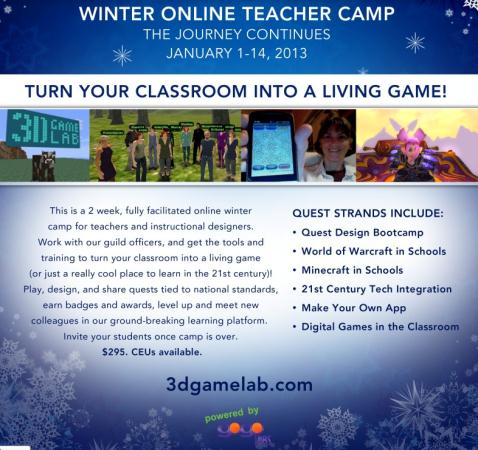 WINTER ONLINE TEACHER CAMP
THE JOURNEY CONTINUES
JANUARY 1-14, 2013
TURN YOUR CLASSROOM INTO A LIVING GAME!
3D GAME
LAB
This is a 2 week, fully facilitated online winter
camp for teachers and instructional designers.
Work with our guild officers, and get the tools and
training to turn your classroom into a living game
(or just a really cool place to learn in the 21st century)!
Play, design, and share quests tied to national standards,
earn badges and awards, level up and meet new
colleagues in our ground-breaking learning platform.
Invite your students once camp is over.
$295. CEUs available.
QUEST STRANDS INCLUDE:
• Quest Design Bootcamp
• World of Warcraft in Schools
• Minecraft in Schools
• 21st Century Tech Integration
• Make Your Own App
• Digital Games in the Classroom
3dgamelab.com
powered by
yoyo